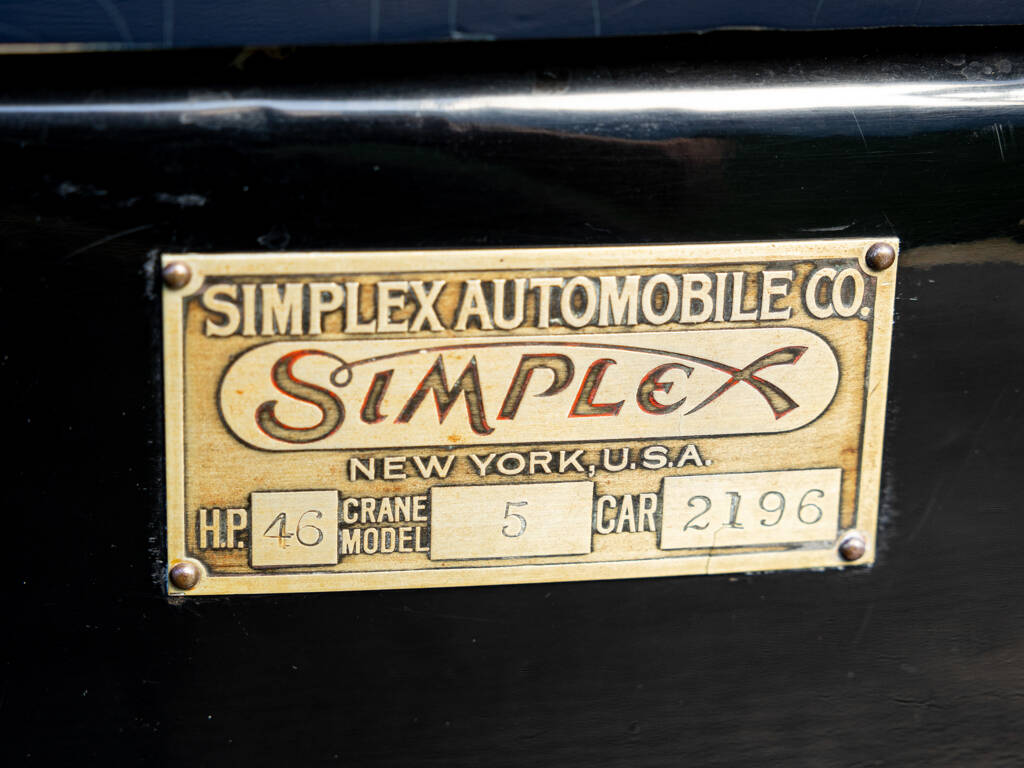 SIMPLEX AUTOMOBILE CO.
SIMPLEX
NEW YORK, U.S.A.
H.P. 46 CRANE MODEL 5 CAR 2196